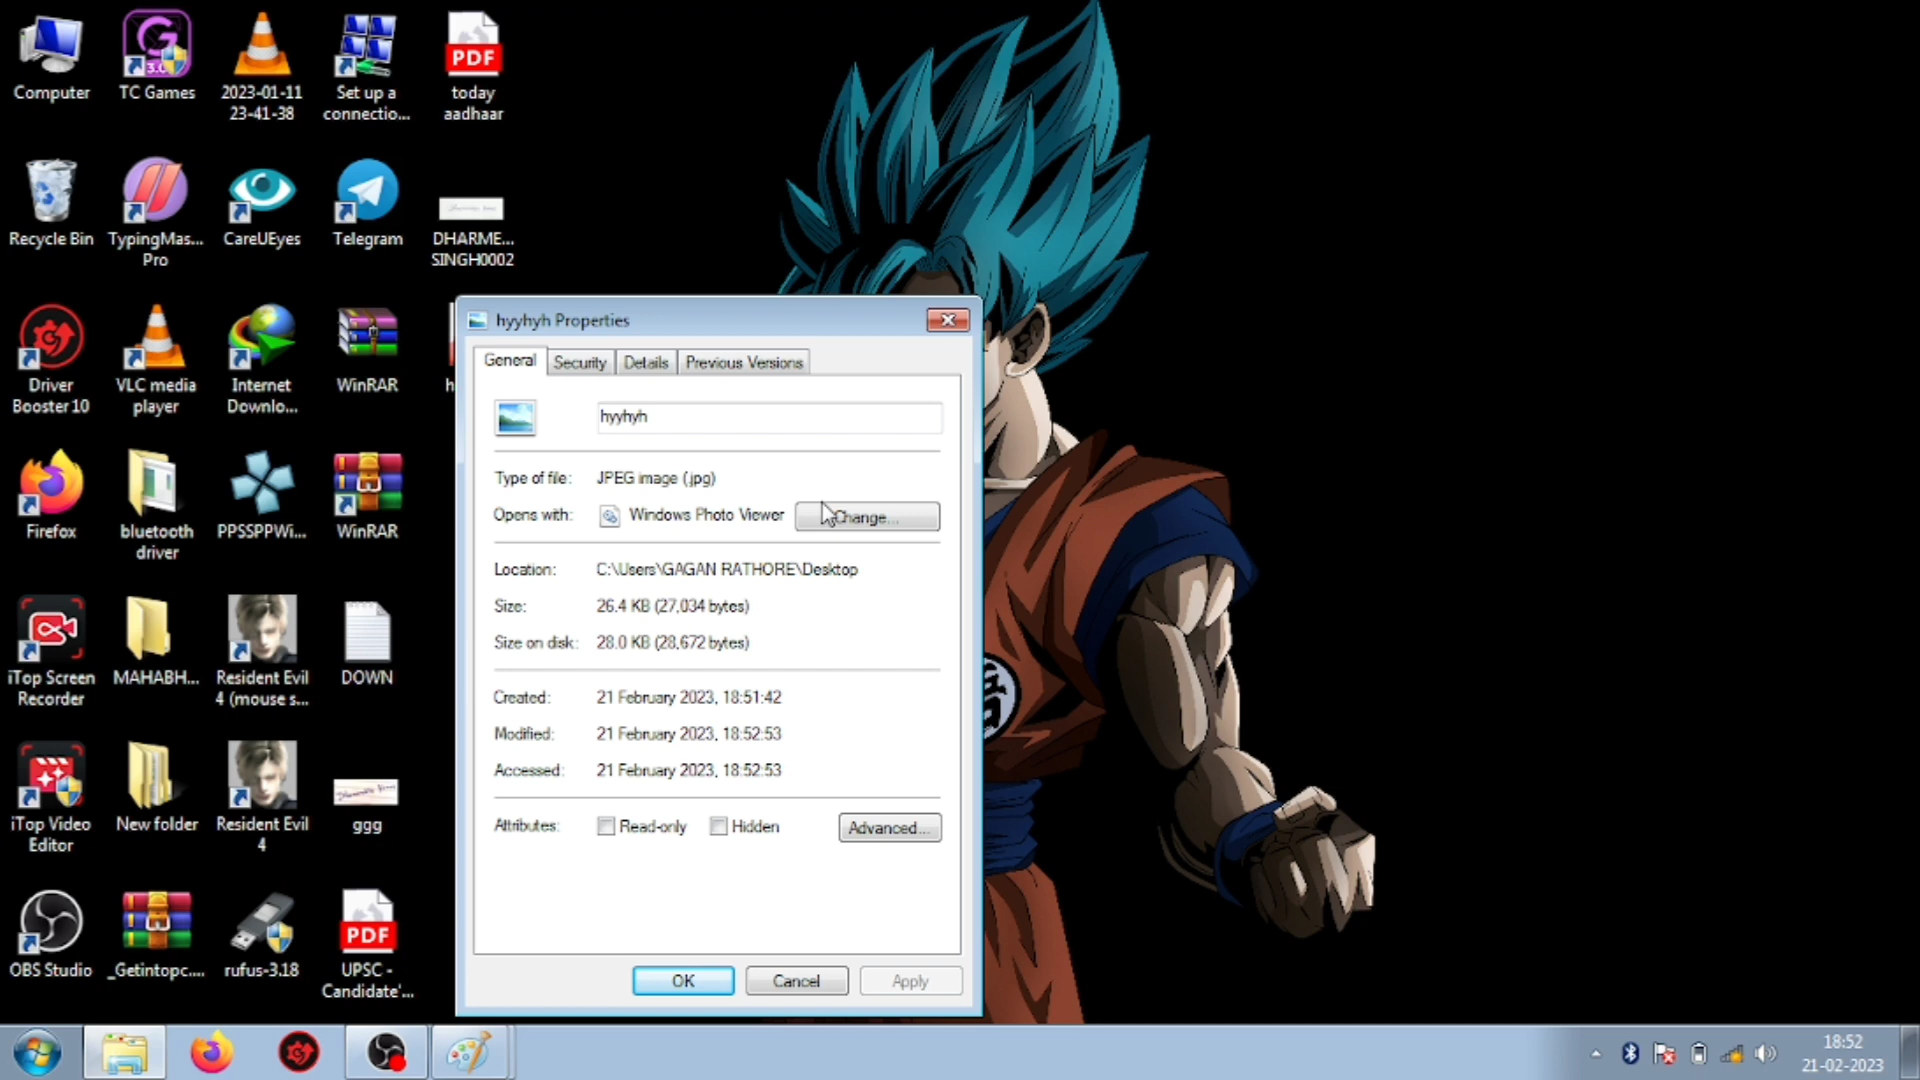 Computer
TC Games
2023-01-11
23-41-38
Set up a
connectio...
PDF
today
aadhaar
Recycle Bin
TypingMas...
Pro
CareUEyes
Telegram
DHARME...
SINGH0002
Driver
Booster 10
VLC media
player
Internet
Downlo...
WinRAR
h
Firefox
bluetooth
driver
PPSSPPWi...
WinRAR
iTop Screen
Recorder
MAHABH...
Resident Evil
4 (mouse s...
DOWN
iTop Video
Editor
New folder
Resident Evil
4
ggg
OBS Studio
_Getintopc....
rufus-3.18
PDF
UPSC -
Candidate'...
hyyhyh Properties
General
Security
Details
Previous Versions
hyyhyh
Type of file: JPEG image (.jpg)
Opens with: Windows Photo Viewer Change...
Location: C:\Users\GAGAN RATHORE\Desktop
Size: 26.4 KB (27,034 bytes)
Size on disk: 28.0 KB (28,672 bytes)
Created: 21 February 2023, 18:51:42
Modified: 21 February 2023, 18:52:53
Accessed: 21 February 2023, 18:52:53
Attributes: Read-only Hidden Advanced...
OK Cancel Apply
18:52
21-02-2023